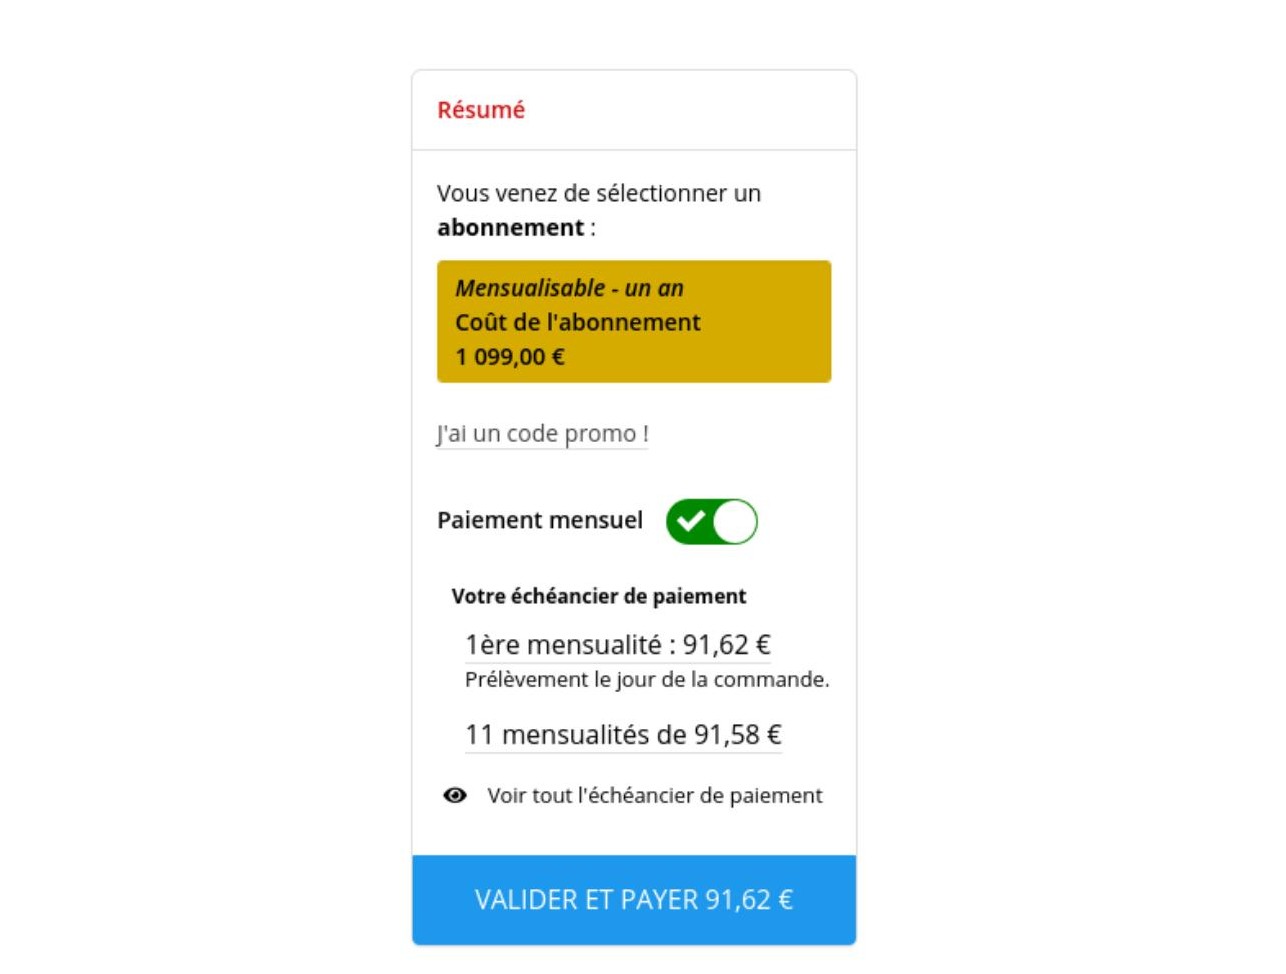 Résumé
Vous venez de sélectionner un
abonnement :
Mensualisable - un an
Coût de l'abonnement
1 099,00 €
J'ai un code promo !
Paiement mensuel
Votre échéancier de paiement
1ère mensualité : 91,62 €
Prélèvement le jour de la commande.
11 mensualités de 91,58 €
Voir tout l'échéancier de paiement
VALIDER ET PAYER 91,62 €